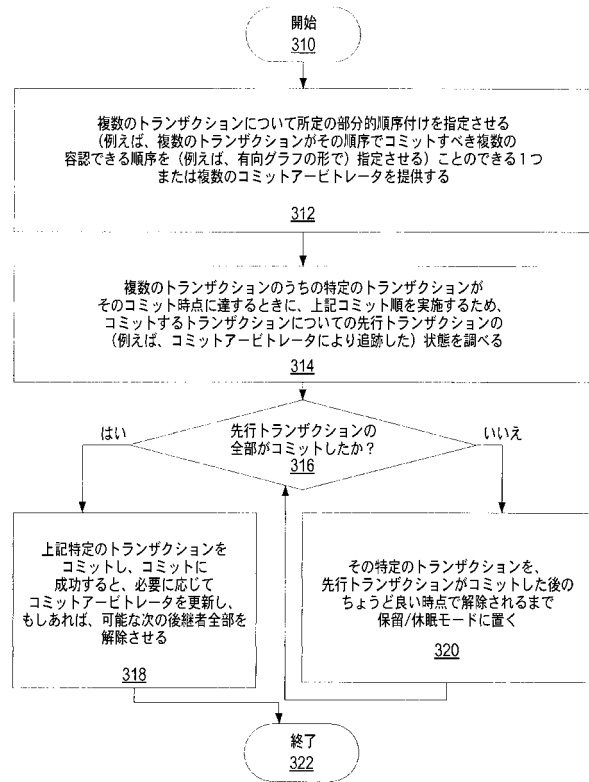 開始
310
複数のトランザクションについて所定の部分的順序付けを指定させる
（例えば、複数のトランザクションがその順序でコミットすべき複数の
容認できる順序を（例えば、有向グラフの形で）指定させる）ことのできる１つ
または複数のコミットアービトレータを提供する
312
複数のトランザクションのうちの特定のトランザクションが
そのコミット時点に達するときに、上記コミット順を実施するため、
コミットするトランザクションについての先行トランザクションの
（例えば、コミットアービトレータにより追跡した）状態を調べる
314
はい
先行トランザクションの
全部がコミットしたか？
316
いいえ
上記特定のトランザクションを
コミットし、コミットに
成功すると、必要に応じて
コミットアービトレータを更新し、
もしあれば、可能な次の後継者全部を
解除させる
318
その特定のトランザクションを、
先行トランザクションがコミットした後の
ちょうど良い時点で解除されるまで
保留/休眠モードに置く
320
終了
322